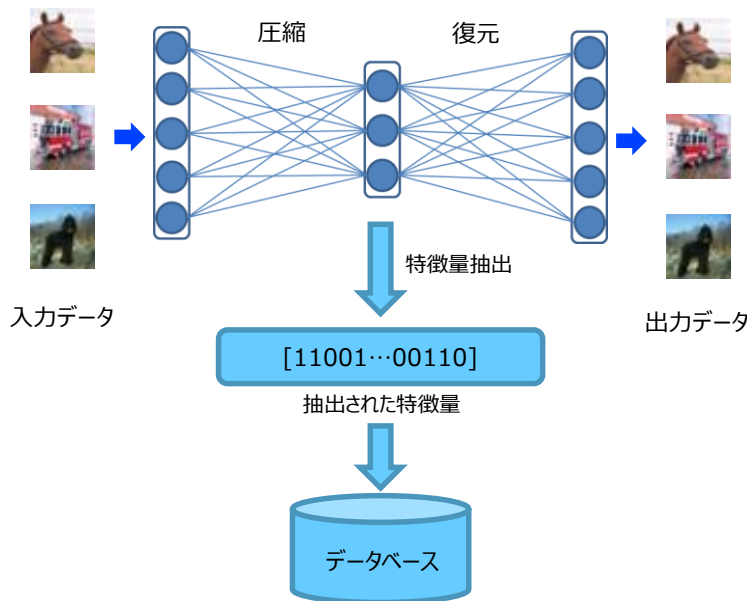 圧縮
復元
入力データ
出力データ
特徴量抽出
[11001…00110]
抽出された特徴量
データベース